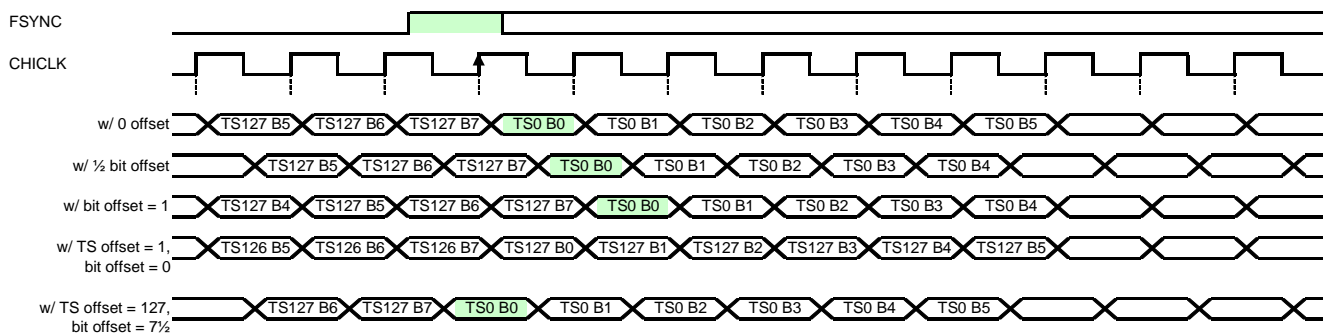 FSYNC
CHICLK
w/ 0 offset TS127 B5 TS127 B6 TS127 B7 TS0 B0 TS0 B1 TS0 B2 TS0 B3 TS0 B4 TS0 B5
w/ ½ bit offset TS127 B5 TS127 B6 TS127 B7 TS0 B0 TS0 B1 TS0 B2 TS0 B3 TS0 B4
w/ bit offset = 1 TS127 B4 TS127 B5 TS127 B6 TS127 B7 TS0 B0 TS0 B1 TS0 B2 TS0 B3 TS0 B4
w/ TS offset = 1, TS126 B5 TS126 B6 TS126 B7 TS127 B0 TS127 B1 TS127 B2 TS127 B3 TS127 B4 TS127 B5
bit offset = 0
w/ TS offset = 127, TS127 B6 TS127 B7 TS0 B0 TS0 B1 TS0 B2 TS0 B3 TS0 B4 TS0 B5
bit offset = 7½